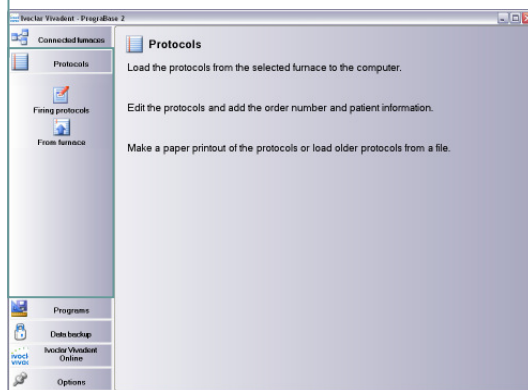 Ivoclar Vivadent - PrograBase 2
Connected furnaces
Protocols
Firing protocols
From furnace
Programs
Data backup
Ivoclar Vivadent
Online
Options
Protocols
Load the protocols from the selected furnace to the computer.
Edit the protocols and add the order number and patient information.
Make a paper printout of the protocols or load older protocols from a file.